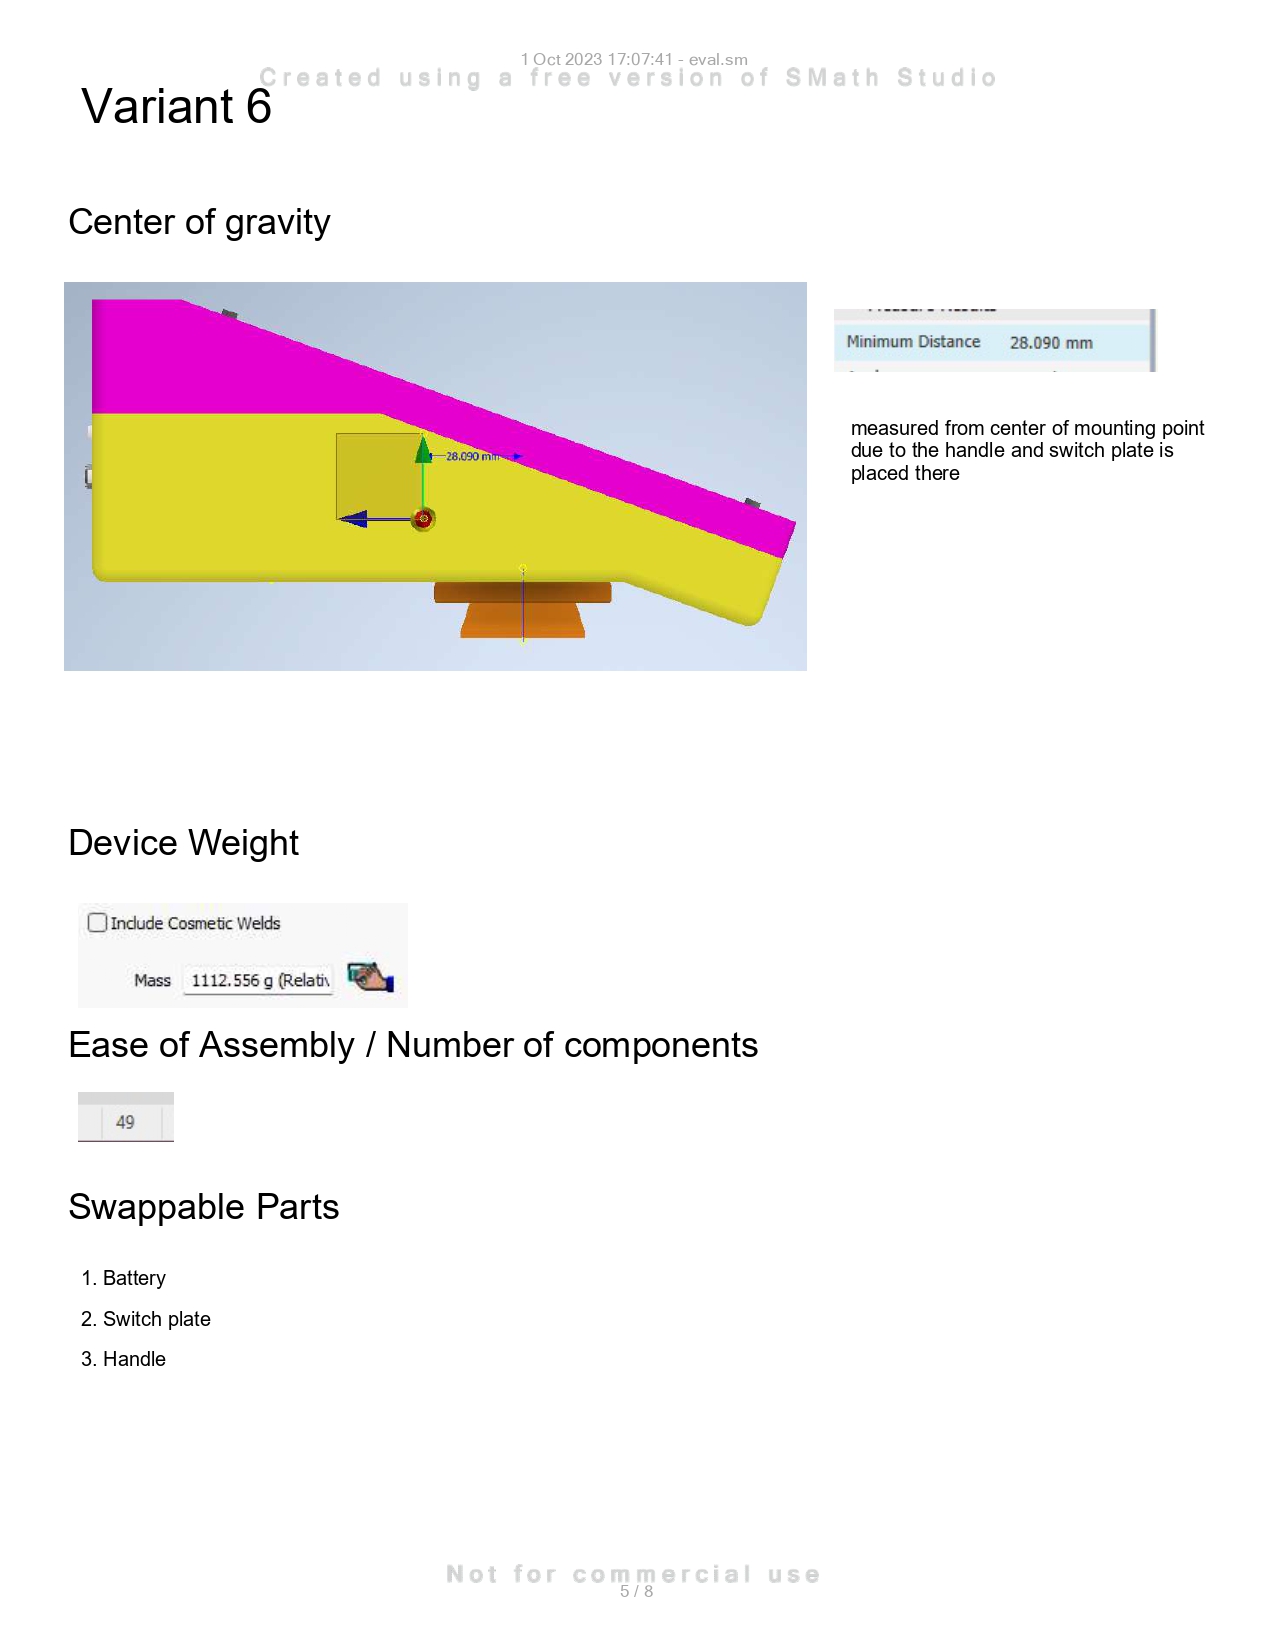 1 Oct 2023 17:07:41 - eval.sm
Created using a free version of SMath Studio
Variant 6
Center of gravity
28.090 mm
Minimum Distance 28.090 mm
measured from center of mounting point
due to the handle and switch plate is
placed there
Device Weight
Include Cosmetic Welds
Mass 1112.556 g (Relativ
Ease of Assembly / Number of components
49
Swappable Parts
1. Battery
2. Switch plate
3. Handle
Not for commercial use
5 / 8